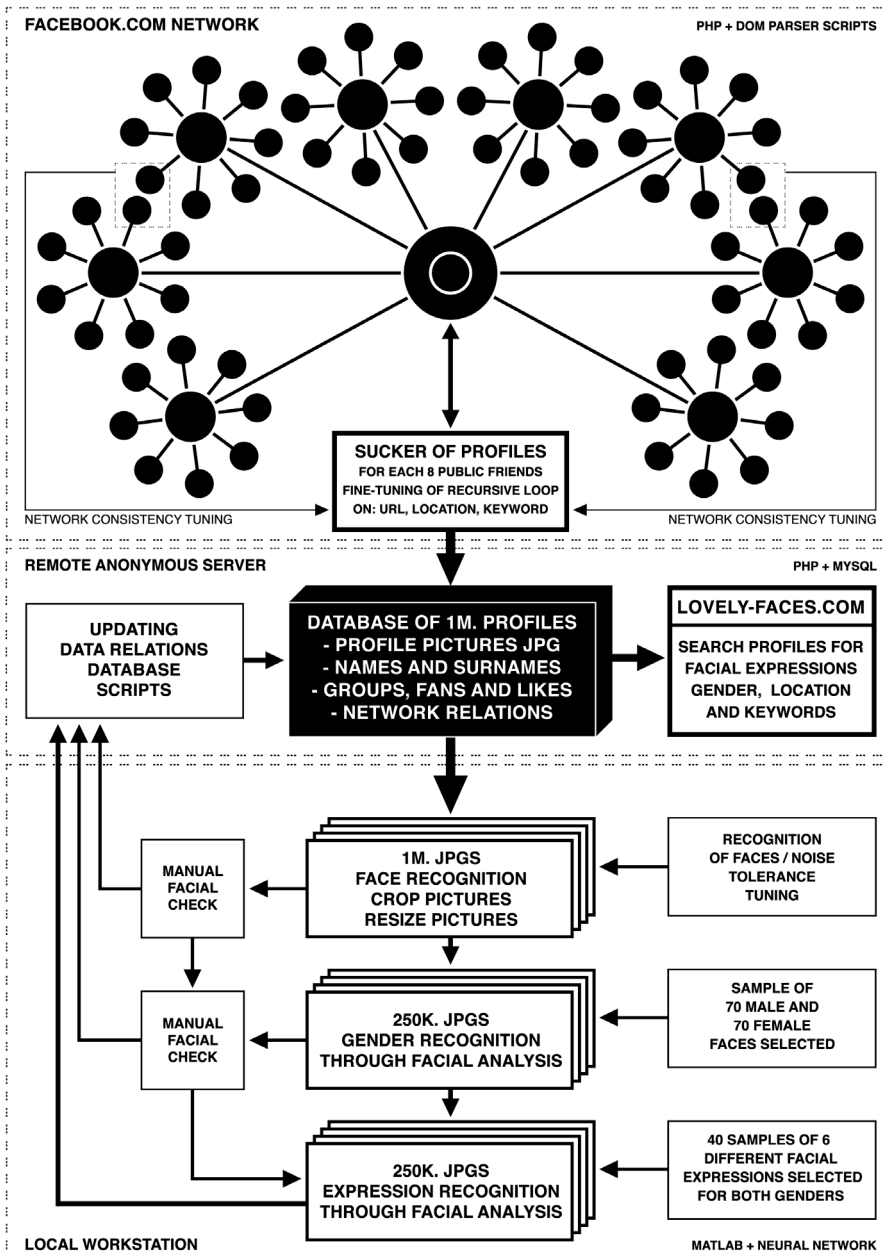 FACEBOOK.COM NETWORK
PHP + DOM PARSER SCRIPTS
SUCKER OF PROFILES
FOR EACH 8 PUBLIC FRIENDS
FINE-TUNING OF RECURSIVE LOOP
ON: URL, LOCATION, KEYWORD
NETWORK CONSISTENCY TUNING
NETWORK CONSISTENCY TUNING
REMOTE ANONYMOUS SERVER
PHP + MYSQL
UPDATING
DATA RELATIONS
DATABASE
SCRIPTS
DATABASE OF 1M. PROFILES
- PROFILE PICTURES JPG
- NAMES AND SURNAMES
- GROUPS, FANS AND LIKES
- NETWORK RELATIONS
LOVELY-FACES.COM
SEARCH PROFILES FOR
FACIAL EXPRESSIONS
GENDER, LOCATION
AND KEYWORDS
MANUAL
FACIAL
CHECK
1M. JPGS
FACE RECOGNITION
CROP PICTURES
RESIZE PICTURES
RECOGNITION
OF FACES / NOISE
TOLERANCE
TUNING
MANUAL
FACIAL
CHECK
250K. JPGS
GENDER RECOGNITION
THROUGH FACIAL ANALYSIS
SAMPLE OF
70 MALE AND
70 FEMALE
FACES SELECTED
250K. JPGS
EXPRESSION RECOGNITION
THROUGH FACIAL ANALYSIS
40 SAMPLES OF 6
DIFFERENT FACIAL
EXPRESSIONS SELECTED
FOR BOTH GENDERS
LOCAL WORKSTATION
MATLAB + NEURAL NETWORK